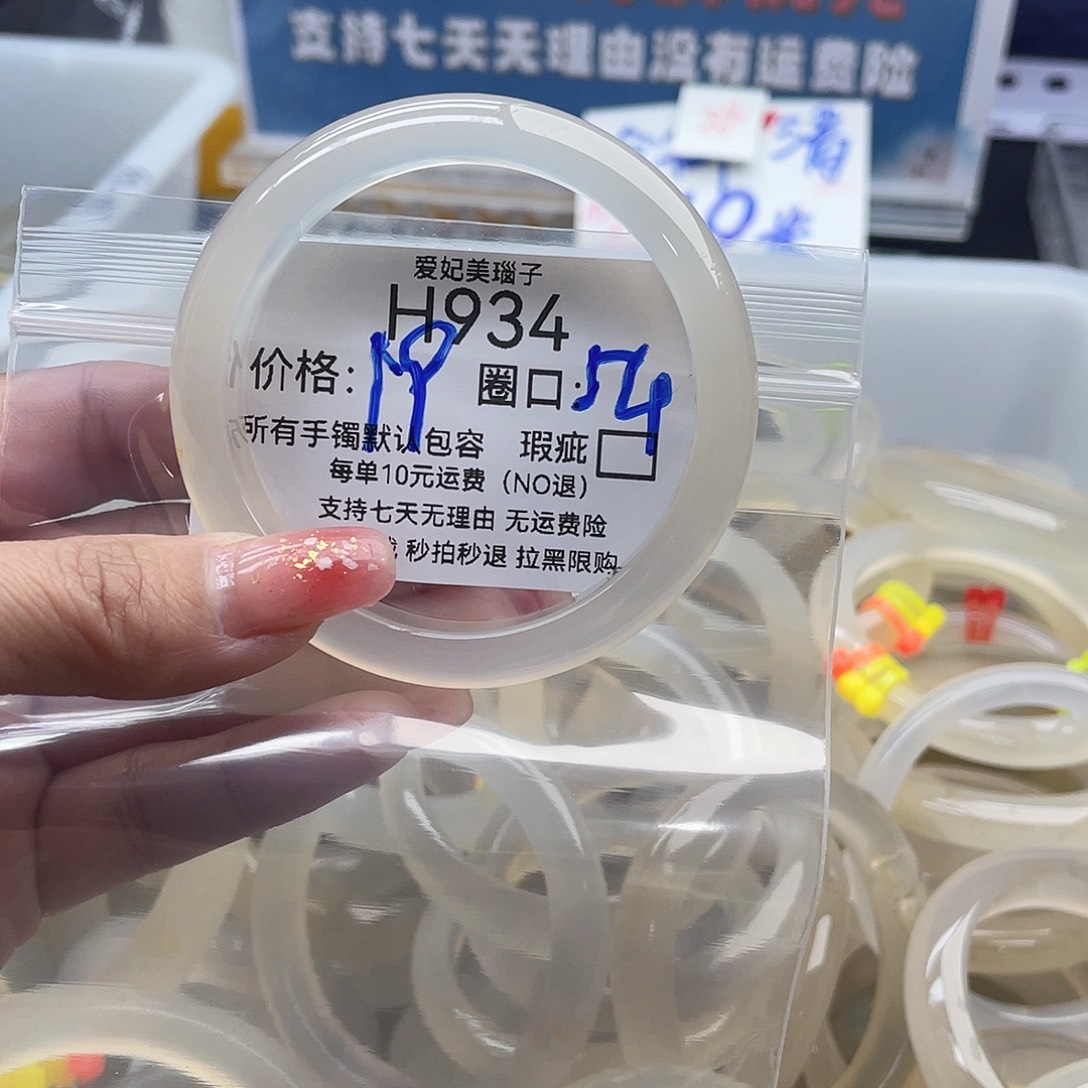 支持七天无理由没有运费险
爱妃美瑙子
H934
价格：19 圈口：54
所有手镯默认包容 瑕疵
每单10元运费（NO退）
支持七天无理由 无运费险
秒拍秒退 拉黑限购